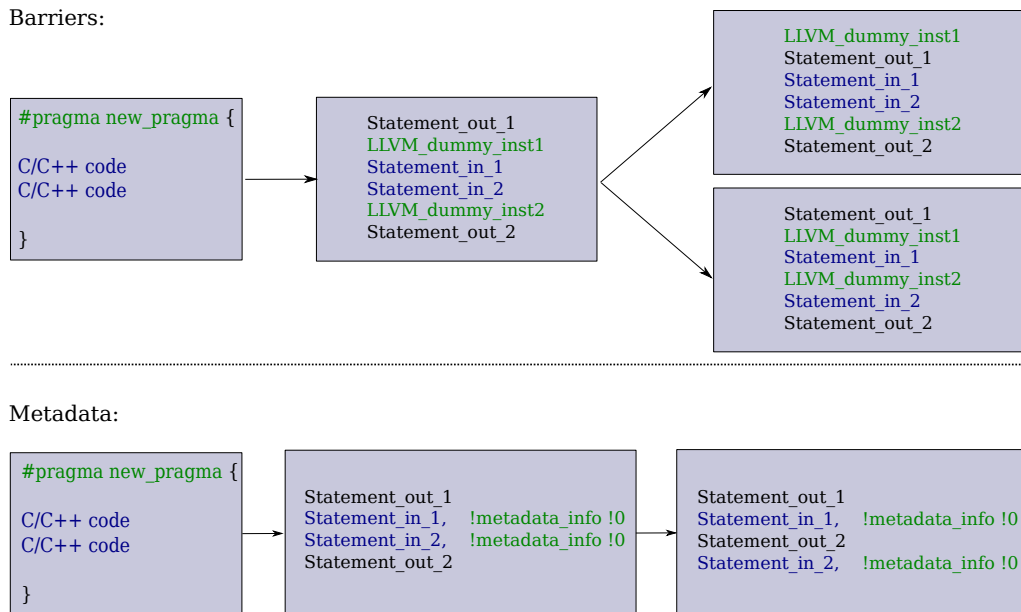 Barriers:
#pragma new_pragma {
C/C++ code
C/C++ code
}
Statement_out_1
LLVM_dummy_inst1
Statement_in_1
Statement_in_2
LLVM_dummy_inst2
Statement_out_2
LLVM_dummy_inst1
Statement_out_1
Statement_in_1
Statement_in_2
LLVM_dummy_inst2
Statement_out_2
Statement_out_1
LLVM_dummy_inst1
Statement_in_1
LLVM_dummy_inst2
Statement_in_2
Statement_out_2
Metadada:
#pragma new_pragma {
C/C++ code
C/C++ code
}
Statement_out_1
Statement_in_1, !metadata_info !0
Statement_in_2, !metadata_info !0
Statement_out_2
Statement_out_1
Statement_in_1, !metadata_info !0
Statement_out_2
Statement_in_2, !metadata_info !0